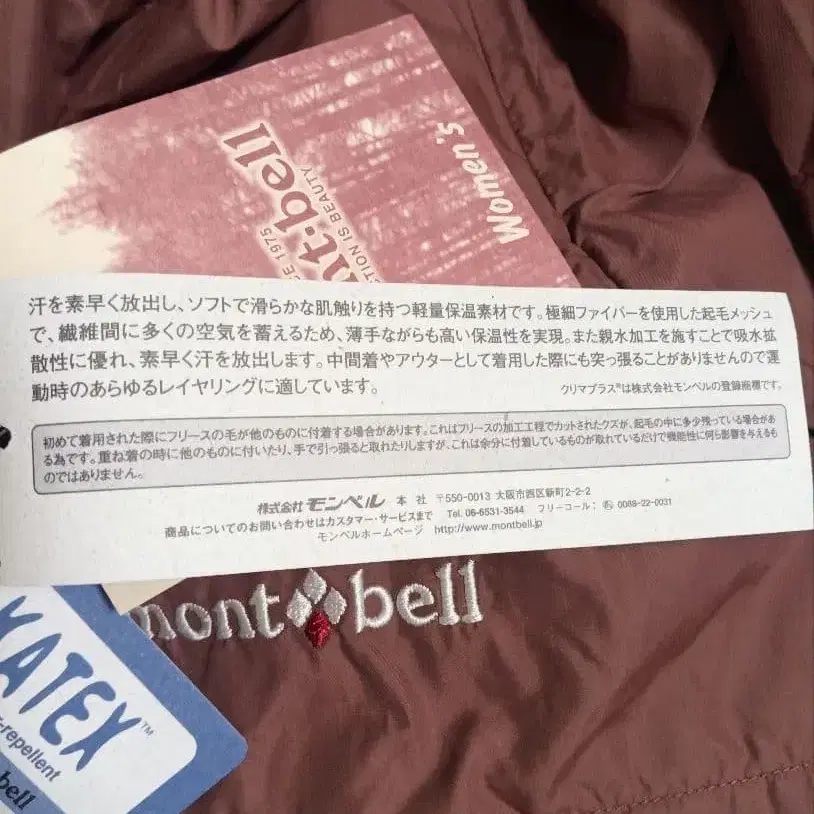 Women's
nt·bell
CE 1975
CTION IS BEAUTY
汗を素早く放出し、ソフトで滑らかな肌触りを持つ軽量保温素材です。極細ファイバーを使用した起毛メッシュ
で、繊維間に多くの空気を蓄えるため、薄手ながらも高い保温性を実現。また親水加工を施すことで吸水拡
散性に優れ、素早く汗を放出します。中間着やアウターとして着用した際にも突っ張ることがありませんので運
動時のあらゆるレイヤリングに適しています。
クリマプラス®は株式会社モンベルの登録商標です。
初めて着用された際にフリースの毛が他のものに付着する場合があります。これはフリースの加工工程でカットされたクズが、起毛の中に多少残っている場合があ
る為です。重ね着の時に他のものに付いたり、手で引っ張ると取れたりしますが、これは余分に付着しているものが取れているだけで機能性に何ら影響を与えるも
のではありません。
株式会社モンベル 本社 〒550-0013 大阪市西区新町2-2-2
商品についてのお問い合わせはカスタマー・サービスまで Tel. 06-6531-3544 フリーコール: 0088-22-0031
モンベルホームページ http://www.montbell.jp
mont bell
KATEX™
r-repellent
bell